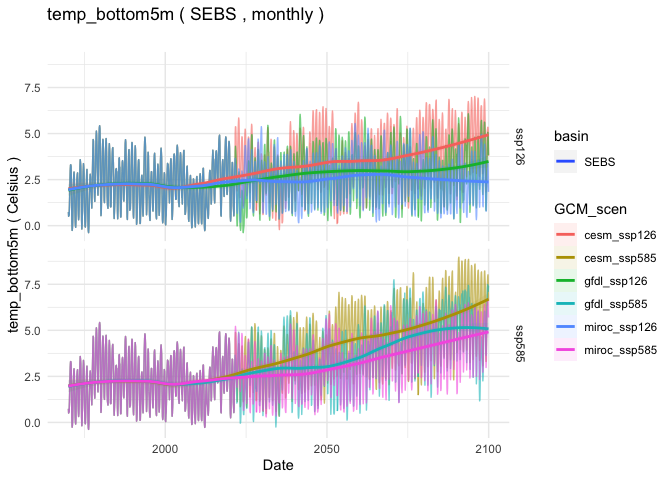 temp_bottom5m ( SEBS , monthly )
temp_bottom5m ( Celsius )
7.5
5.0
2.5
0.0
ssp126
7.5
5.0
2.5
0.0
ssp585
2000
2050
2100
Date
basin
SEBS
GCM_scen
cesm_ssp126
cesm_ssp585
gfdl_ssp126
gfdl_ssp585
miroc_ssp126
miroc_ssp585